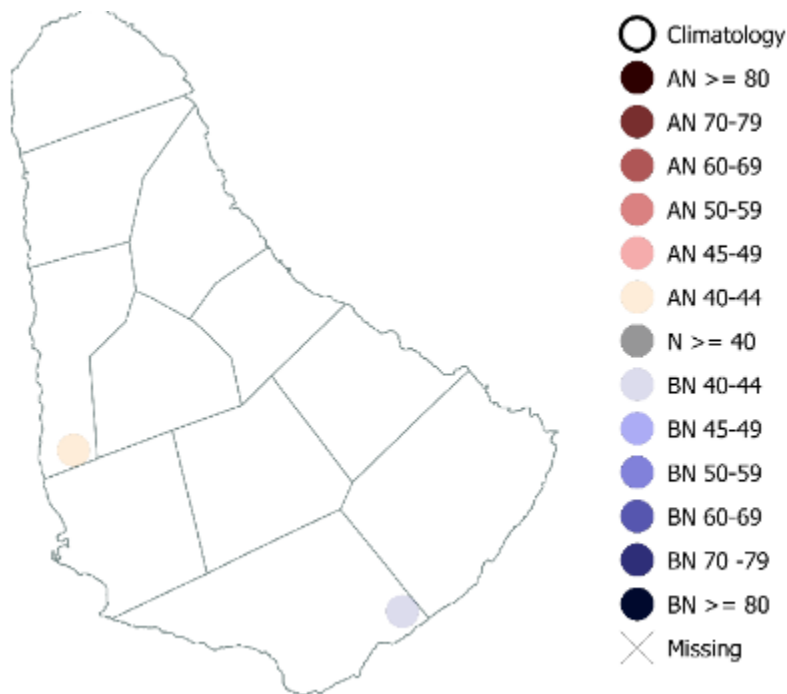 Climatology
AN >= 80
AN 70-79
AN 60-69
AN 50-59
AN 45-49
AN 40-44
N >= 40
BN 40-44
BN 45-49
BN 50-59
BN 60-69
BN 70 -79
BN >= 80
Missing